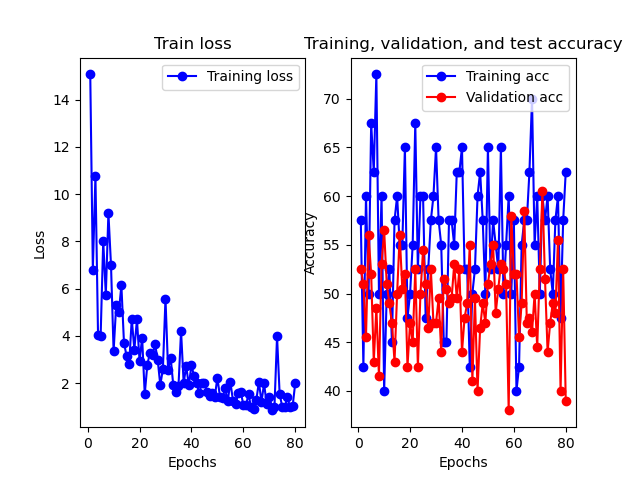 Train loss
Training, validation, and test accuracy
Training loss
Training acc
Validation acc
Loss
Accuracy
14
12
10
8
6
4
2
70
65
60
55
50
45
40
0 20 40 60 80
0 20 40 60 80
Epochs
Epochs